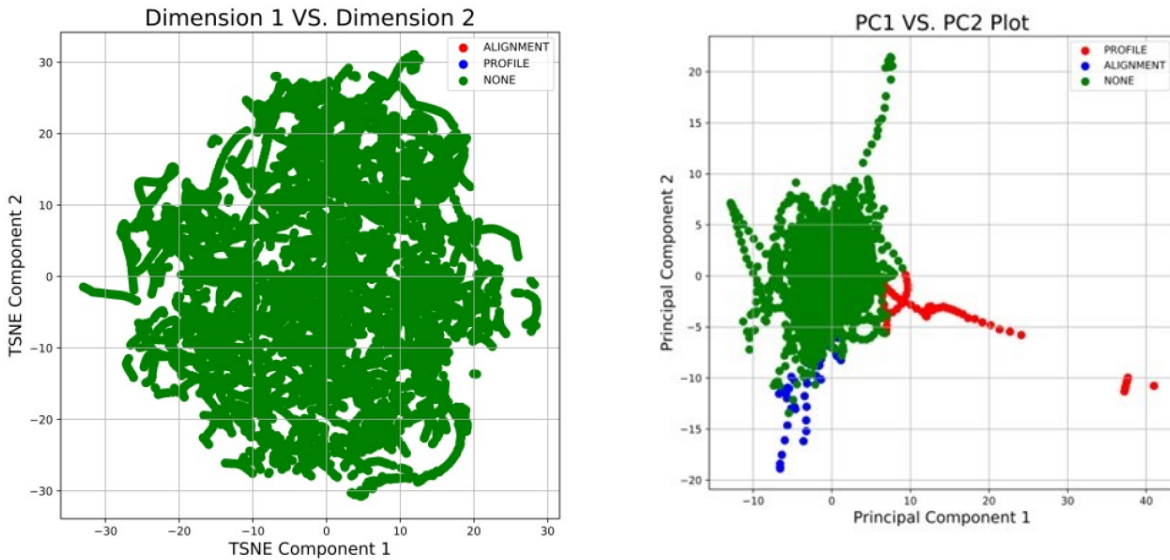 Dimension 1 VS. Dimension 2
ALIGNMENT
PROFILE
NONE
30
20
10
0
−10
−20
−30
TSNE Component 2
−30 −20 −10 0 10 20 30
TSNE Component 1
PC1 VS. PC2 Plot
PROFILE
ALIGNMENT
NONE
20
15
10
5
0
−5
−10
−15
−20
Principal Component 2
−10 0 10 20 30 40
Principal Component 1